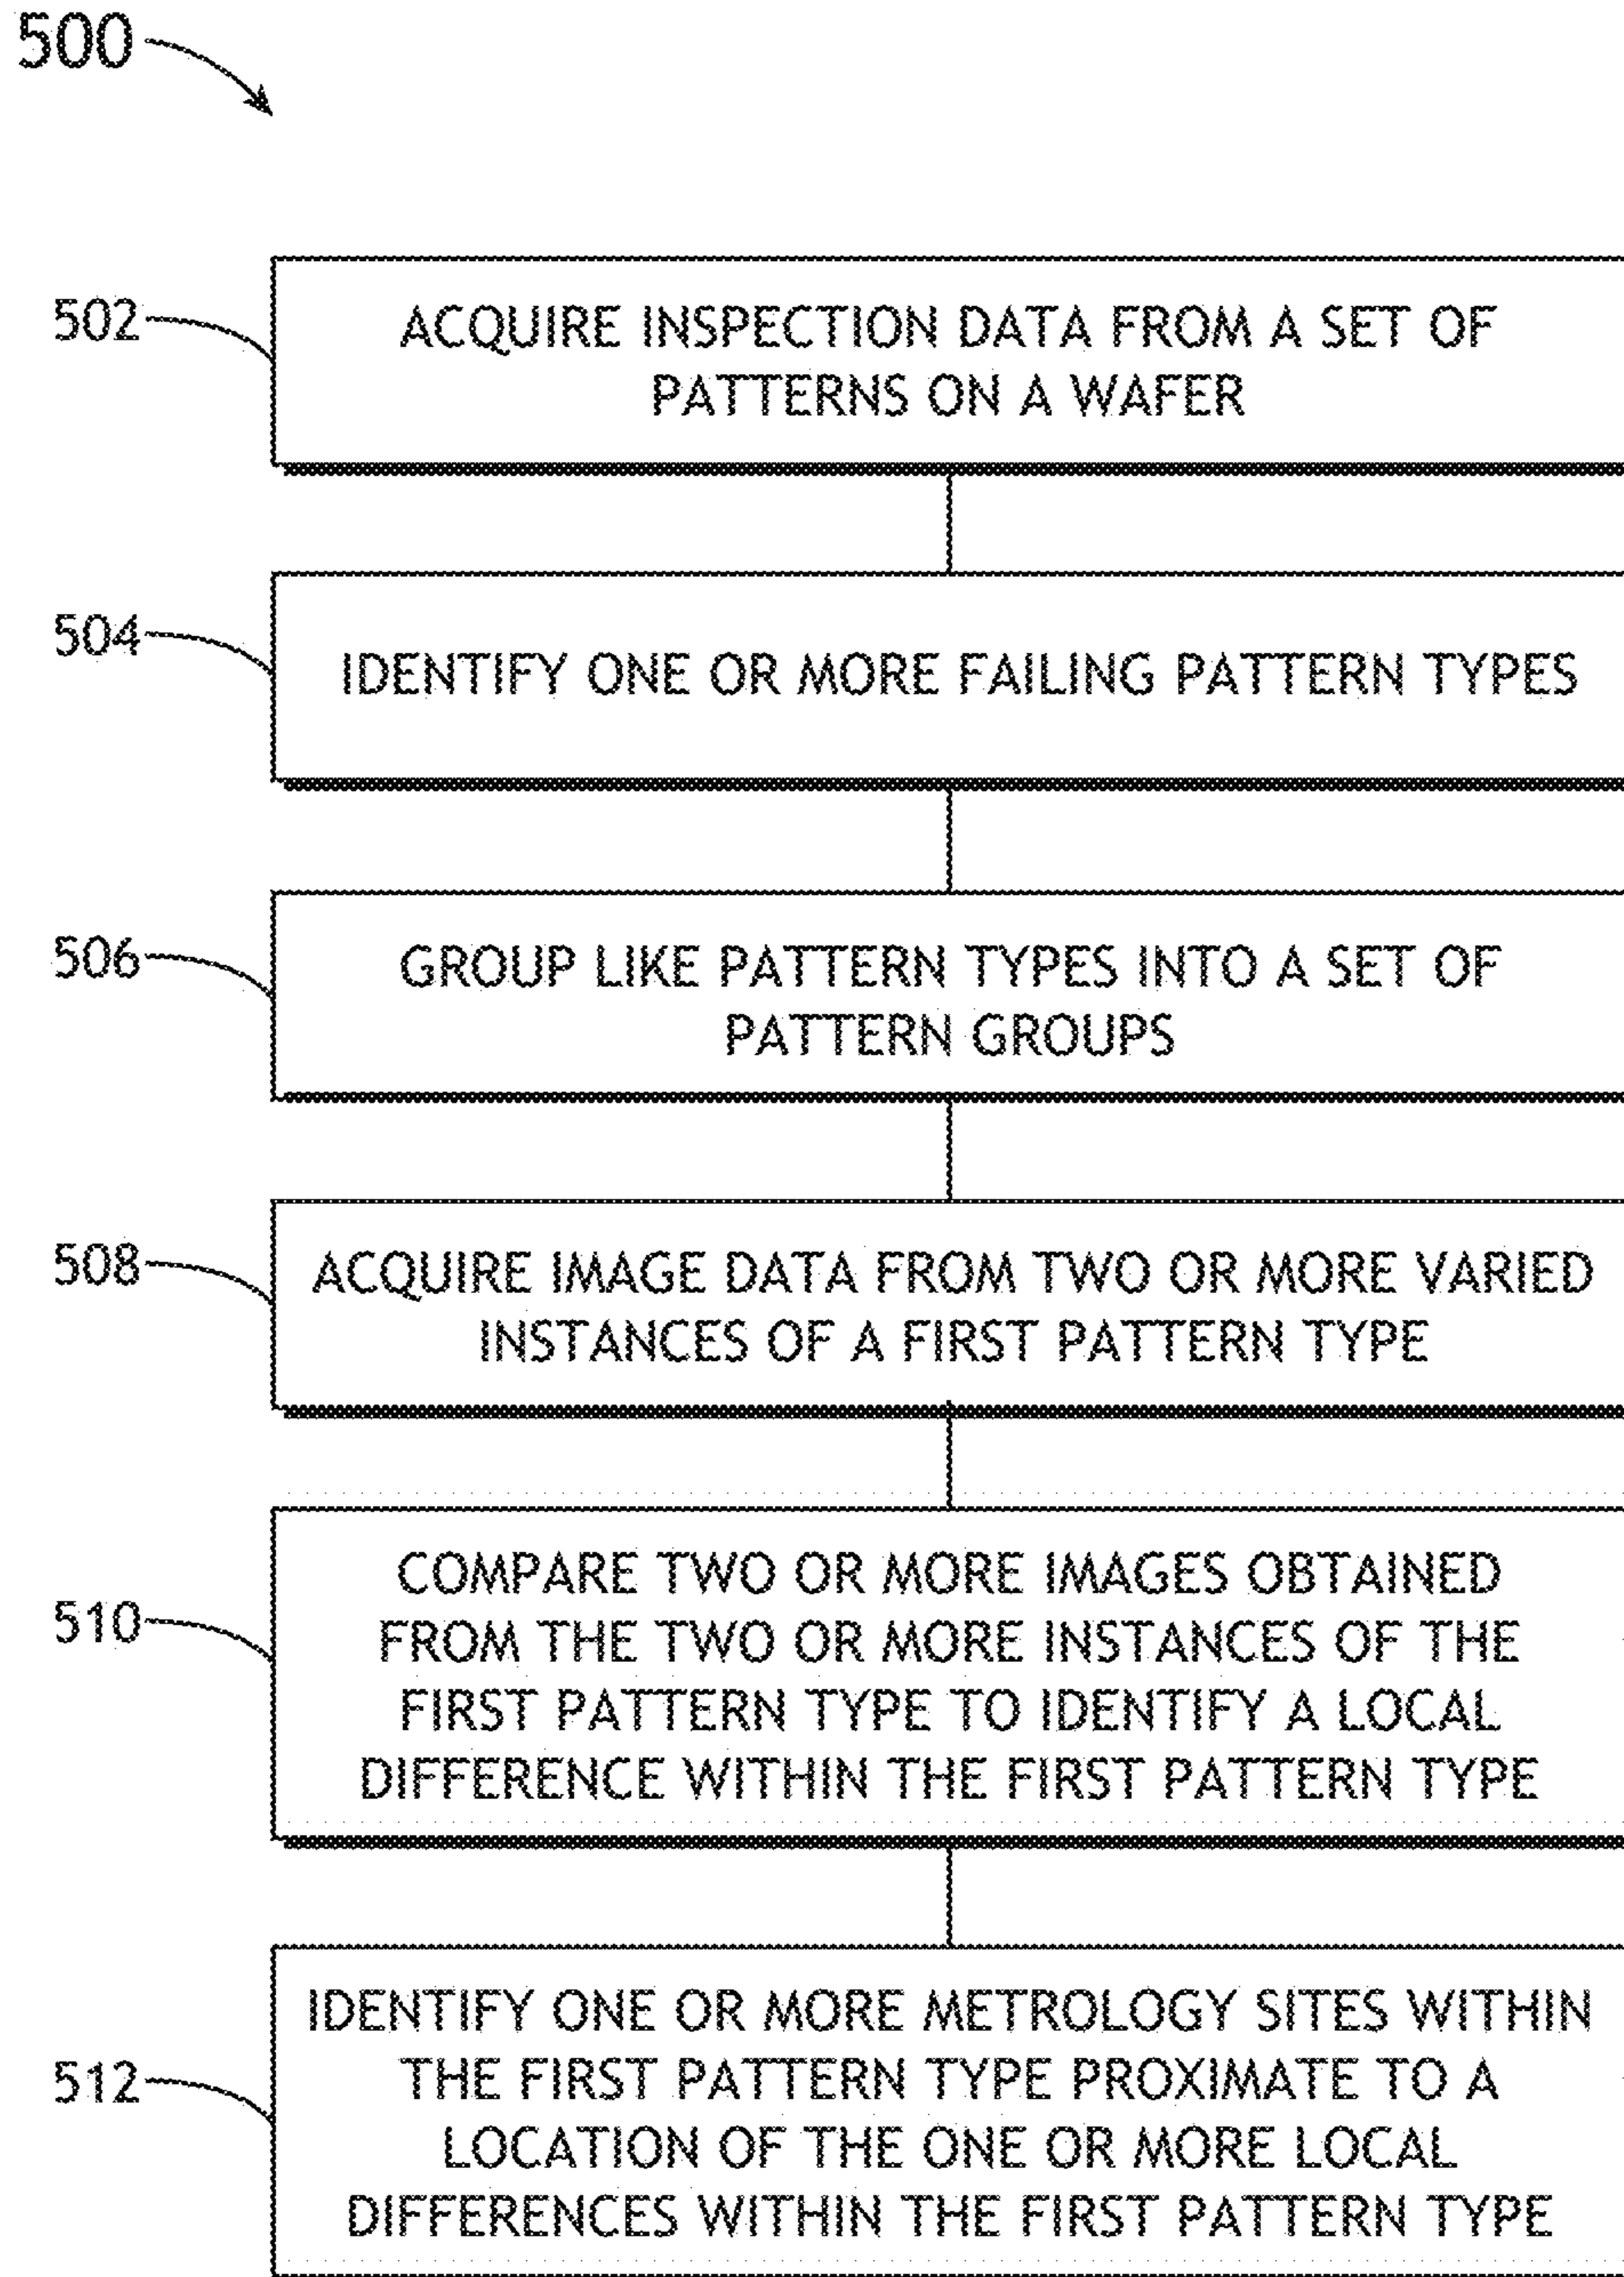 500
502
ACQUIRE INSPECTION DATA FROM A SET OF
PATTERNS ON A WAFER
504
IDENTIFY ONE OR MORE FAILING PATTERN TYPES
506
GROUP LIKE PATTERN TYPES INTO A SET OF
PATTERN GROUPS
508
ACQUIRE IMAGE DATA FROM TWO OR MORE VARIED
INSTANCES OF A FIRST PATTERN TYPE
510
COMPARE TWO OR MORE IMAGES OBTAINED
FROM THE TWO OR MORE INSTANCES OF THE
FIRST PATTERN TYPE TO IDENTIFY A LOCAL
DIFFERENCE WITHIN THE FIRST PATTERN TYPE
512
IDENTIFY ONE OR MORE METROLOGY SITES WITHIN
THE FIRST PATTERN TYPE PROXIMATE TO A
LOCATION OF THE ONE OR MORE LOCAL
DIFFERENCES WITHIN THE FIRST PATTERN TYPE